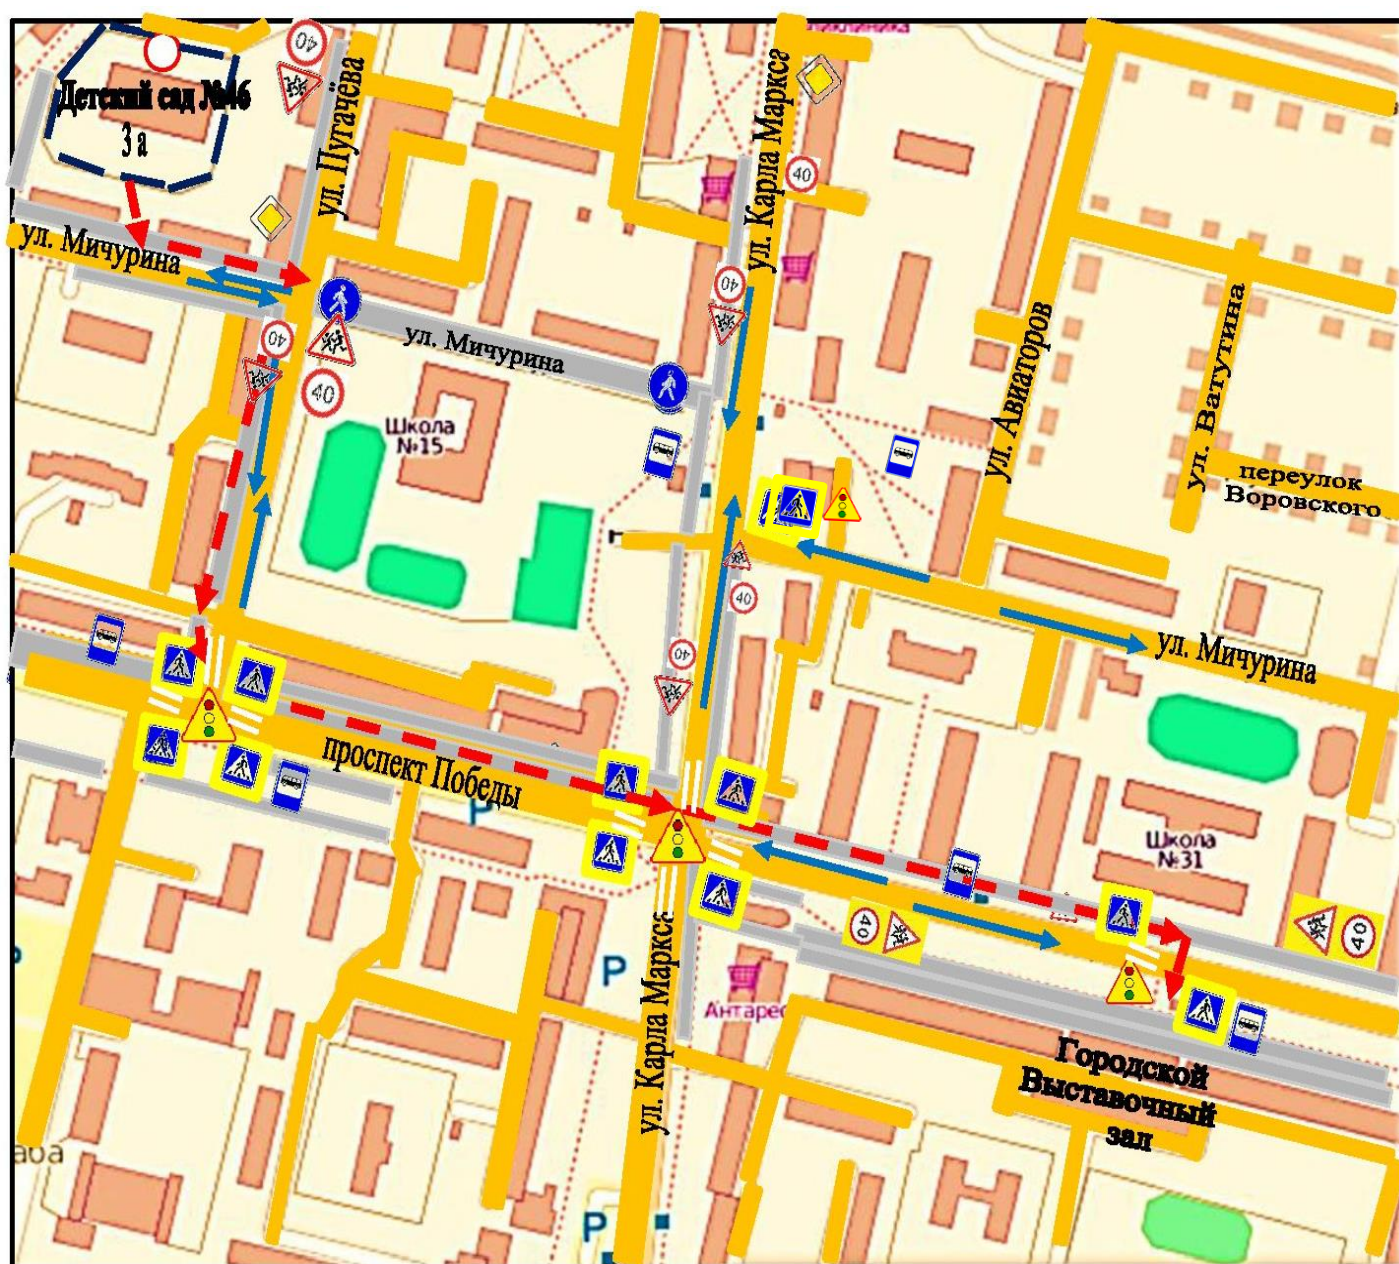 40
Детский сад №46
3 а
ул. Пугачёва
ул. Карла Маркса
40
ул. Мичурина
40
40
ул. Мичурина
40
Школа
№15
ул. Авиаторов
ул. Ватутина
переулок
Воровского
40
40
ул. Мичурина
проспект Победы
P
Школа
№31
40
40
P
ул. Карла Маркса
Антарес
Городской
Выставочный
зал
P